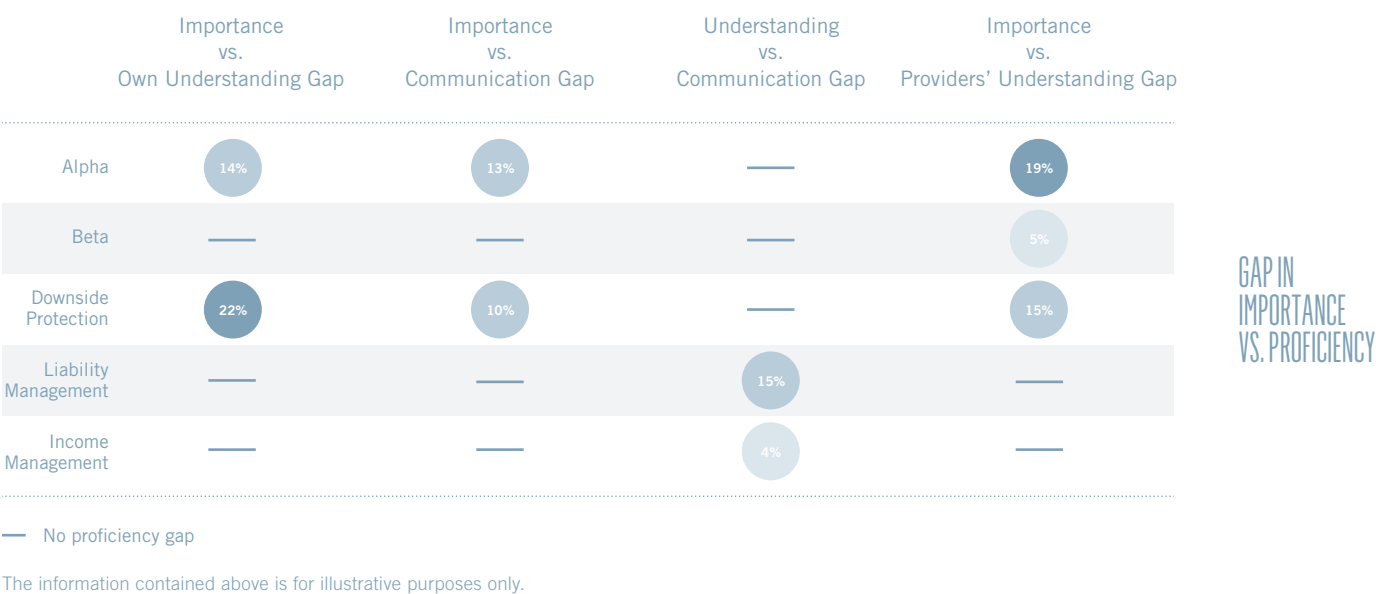 Importance
vs.
Own Understanding Gap
Importance
vs.
Communication Gap
Understanding
vs.
Communication Gap
Importance
vs.
Providers’ Understanding Gap
Alpha
14%
13%
19%
Beta
5%
Downside
Protection
22%
10%
15%
Liability
Management
15%
Income
Management
4%
GAP IN
IMPORTANCE
VS. PROFICIENCY
No proficiency gap
The information contained above is for illustrative purposes only.